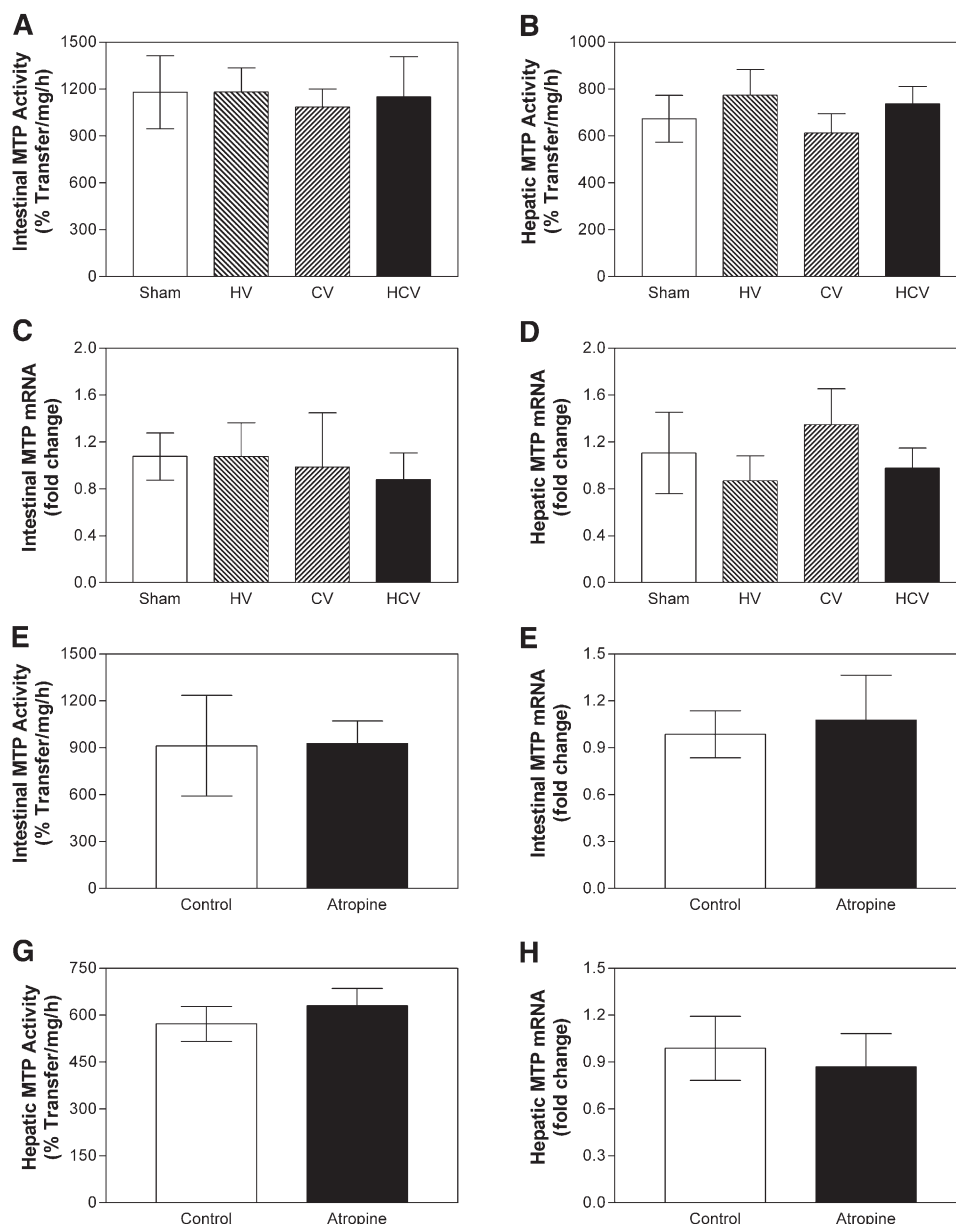 A
Intestinal MTP Activity
(% Transfer/mg/h)
1500
1200
900
600
300
0
Sham
HV
CV
HCV
B
Hepatic MTP Activity
(% Transfer/mg/h)
1000
800
600
400
200
0
Sham
HV
CV
HCV
C
Intestinal MTP mRNA
(fold change)
2.0
1.6
1.2
0.8
0.4
0.0
Sham
HV
CV
HCV
D
Hepatic MTP mRNA
(fold change)
2.0
1.6
1.2
0.8
0.4
0.0
Sham
HV
CV
HCV
E
Intestinal MTP Activity
(% Transfer/mg/h)
1500
1200
900
600
300
0
Control
Atropine
E
Intestinal MTP mRNA
(fold change)
1.5
1.2
0.9
0.6
0.3
0.0
Control
Atropine
G
Hepatic MTP Activity
(% Transfer/mg/h)
750
600
450
300
150
0
Control
Atropine
H
Hepatic MTP mRNA
(fold change)
1.5
1.2
0.9
0.6
0.3
0.0
Control
Atropine